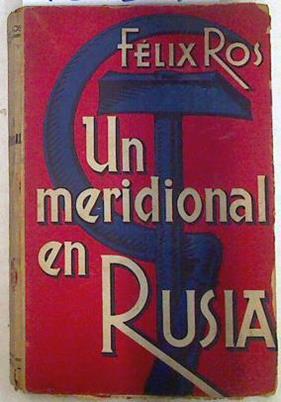 FÉLIX ROS
Un
meridional
en
RUSIA